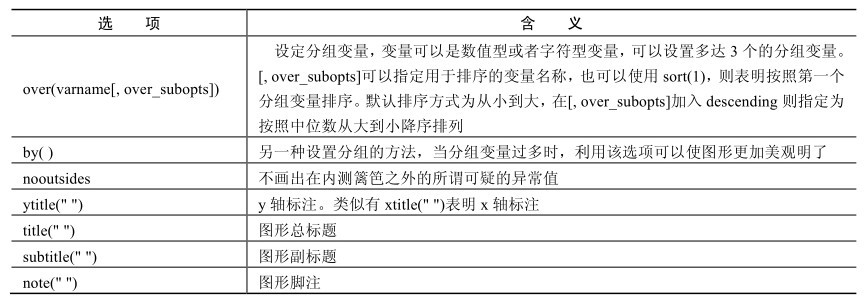 选 项 含 义
over(varname[, over_subopts]) 设定分组变量，变量可以是数值型或者字符型变量，可以设置多达 3 个的分组变量。
[, over_subopts]可以指定用于排序的变量名称，也可以使用 sort(1)，则表明按照第一个
分组变量排序。默认排序方式为从小到大，在[, over_subopts]加入 descending 则指定为
按照中位数从大到小降序排列
by( ) 另一种设置分组的方法，当分组变量过多时，利用该选项可以使图形更加美观明了
nooutsides 不画出在内测篱笆之外的所谓可疑的异常值
ytitle(" ") y 轴标注。类似有 xtitle(" ")表明 x 轴标注
title(" ") 图形总标题
subtitle(" ") 图形副标题
note(" ") 图形脚注